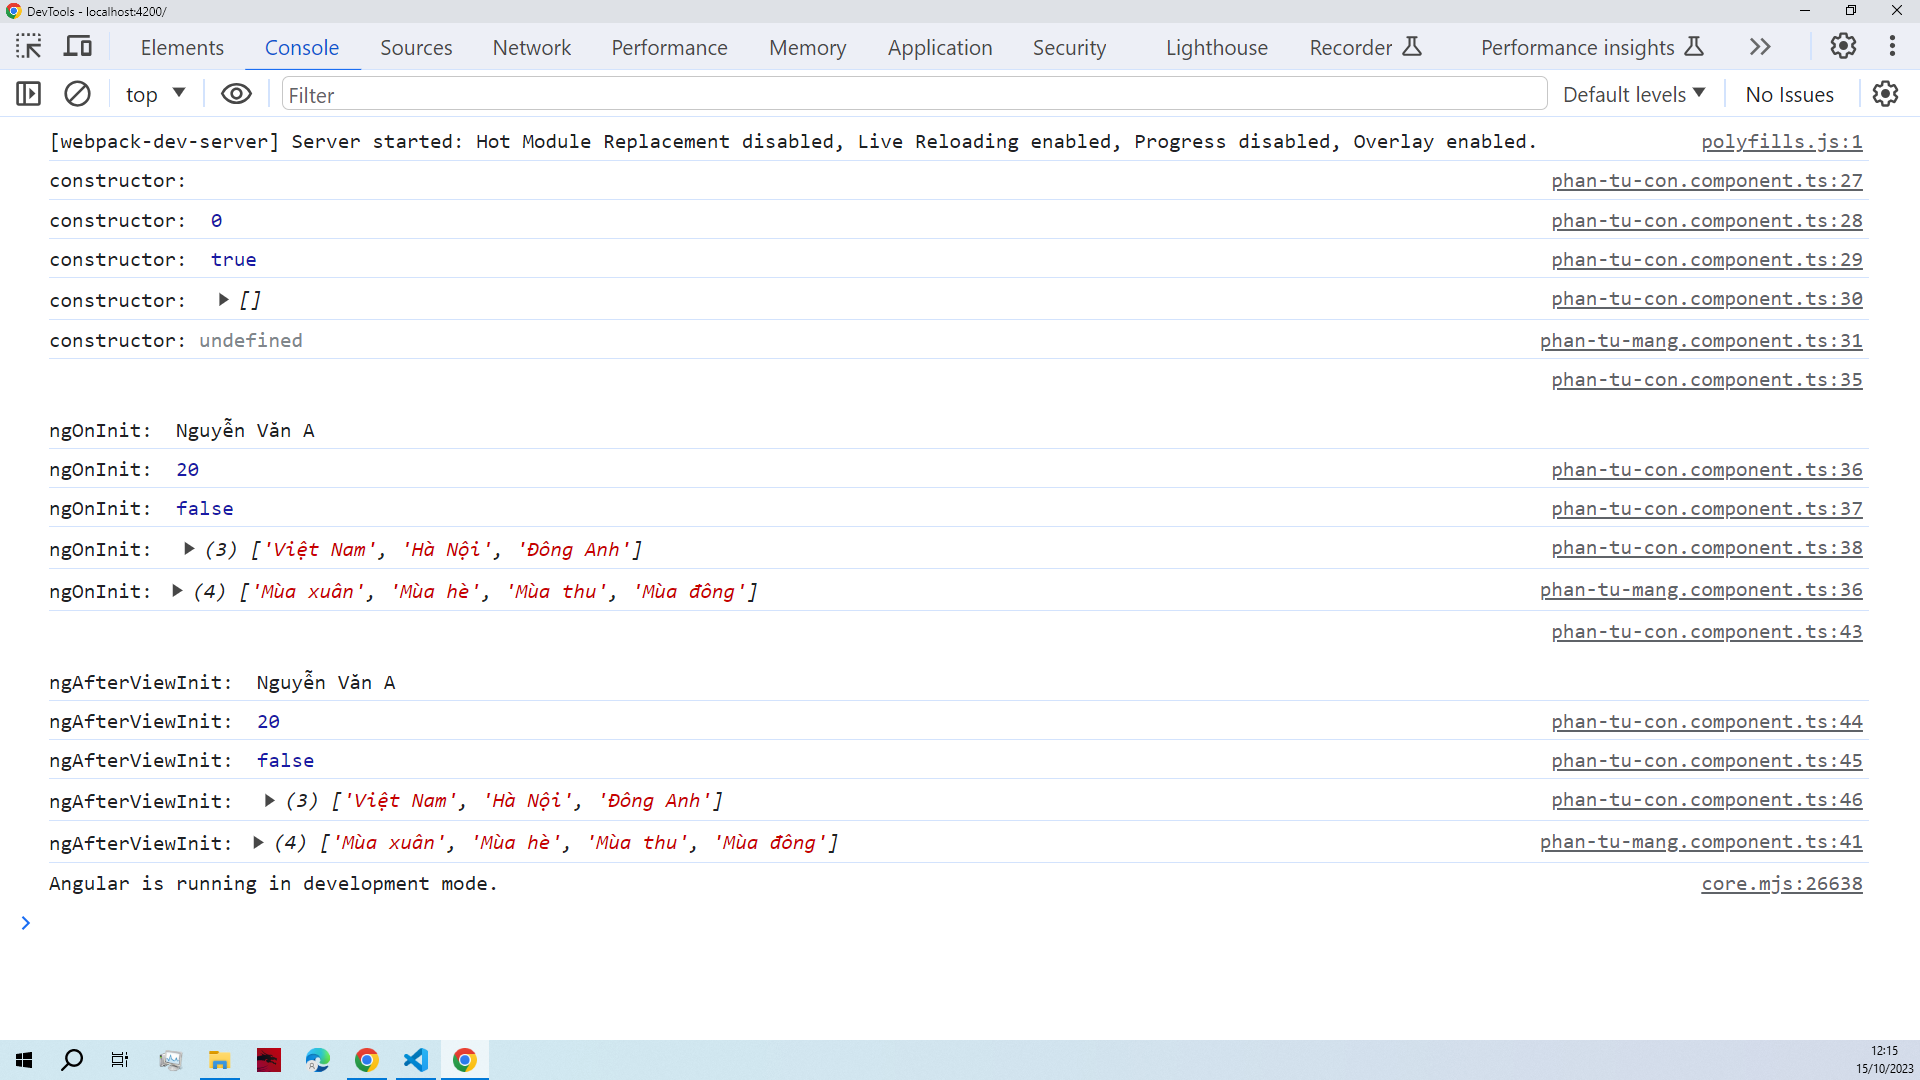 DevTools - localhost:4200/
Elements Console Sources Network Performance Memory Application Security Lighthouse Recorder Performance insights
top Filter Default levels No Issues
[webpack-dev-server] Server started: Hot Module Replacement disabled, Live Reloading enabled, Progress disabled, Overlay enabled. polyfills.js:1
constructor: phan-tu-con.component.ts:27
constructor: 0 phan-tu-con.component.ts:28
constructor: true phan-tu-con.component.ts:29
constructor: [] phan-tu-con.component.ts:30
constructor: undefined phan-tu-mang.component.ts:31
phan-tu-con.component.ts:35
ngOnInit: Nguyễn Văn A
ngOnInit: 20 phan-tu-con.component.ts:36
ngOnInit: false phan-tu-con.component.ts:37
ngOnInit: (3) ['Việt Nam', 'Hà Nội', 'Đông Anh'] phan-tu-con.component.ts:38
ngOnInit: (4) ['Mùa xuân', 'Mùa hè', 'Mùa thu', 'Mùa đông'] phan-tu-mang.component.ts:36
phan-tu-con.component.ts:43
ngAfterViewInit: Nguyễn Văn A
ngAfterViewInit: 20 phan-tu-con.component.ts:44
ngAfterViewInit: false phan-tu-con.component.ts:45
ngAfterViewInit: (3) ['Việt Nam', 'Hà Nội', 'Đông Anh'] phan-tu-con.component.ts:46
ngAfterViewInit: (4) ['Mùa xuân', 'Mùa hè', 'Mùa thu', 'Mùa đông'] phan-tu-mang.component.ts:41
Angular is running in development mode. core.mjs:26638
12:15
15/10/2023